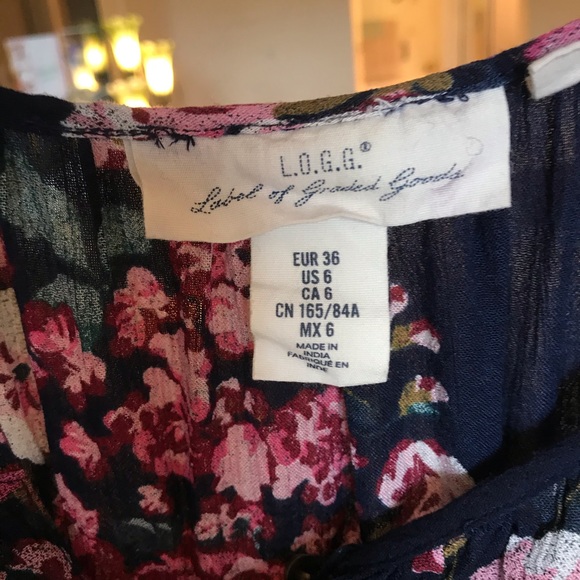 L.O.G.G.®
Label of Graded Goods
EUR 36
US 6
CA 6
CN 165/84A
MX 6
MADE IN
INDIA
FABRIQUÉ EN
INDE